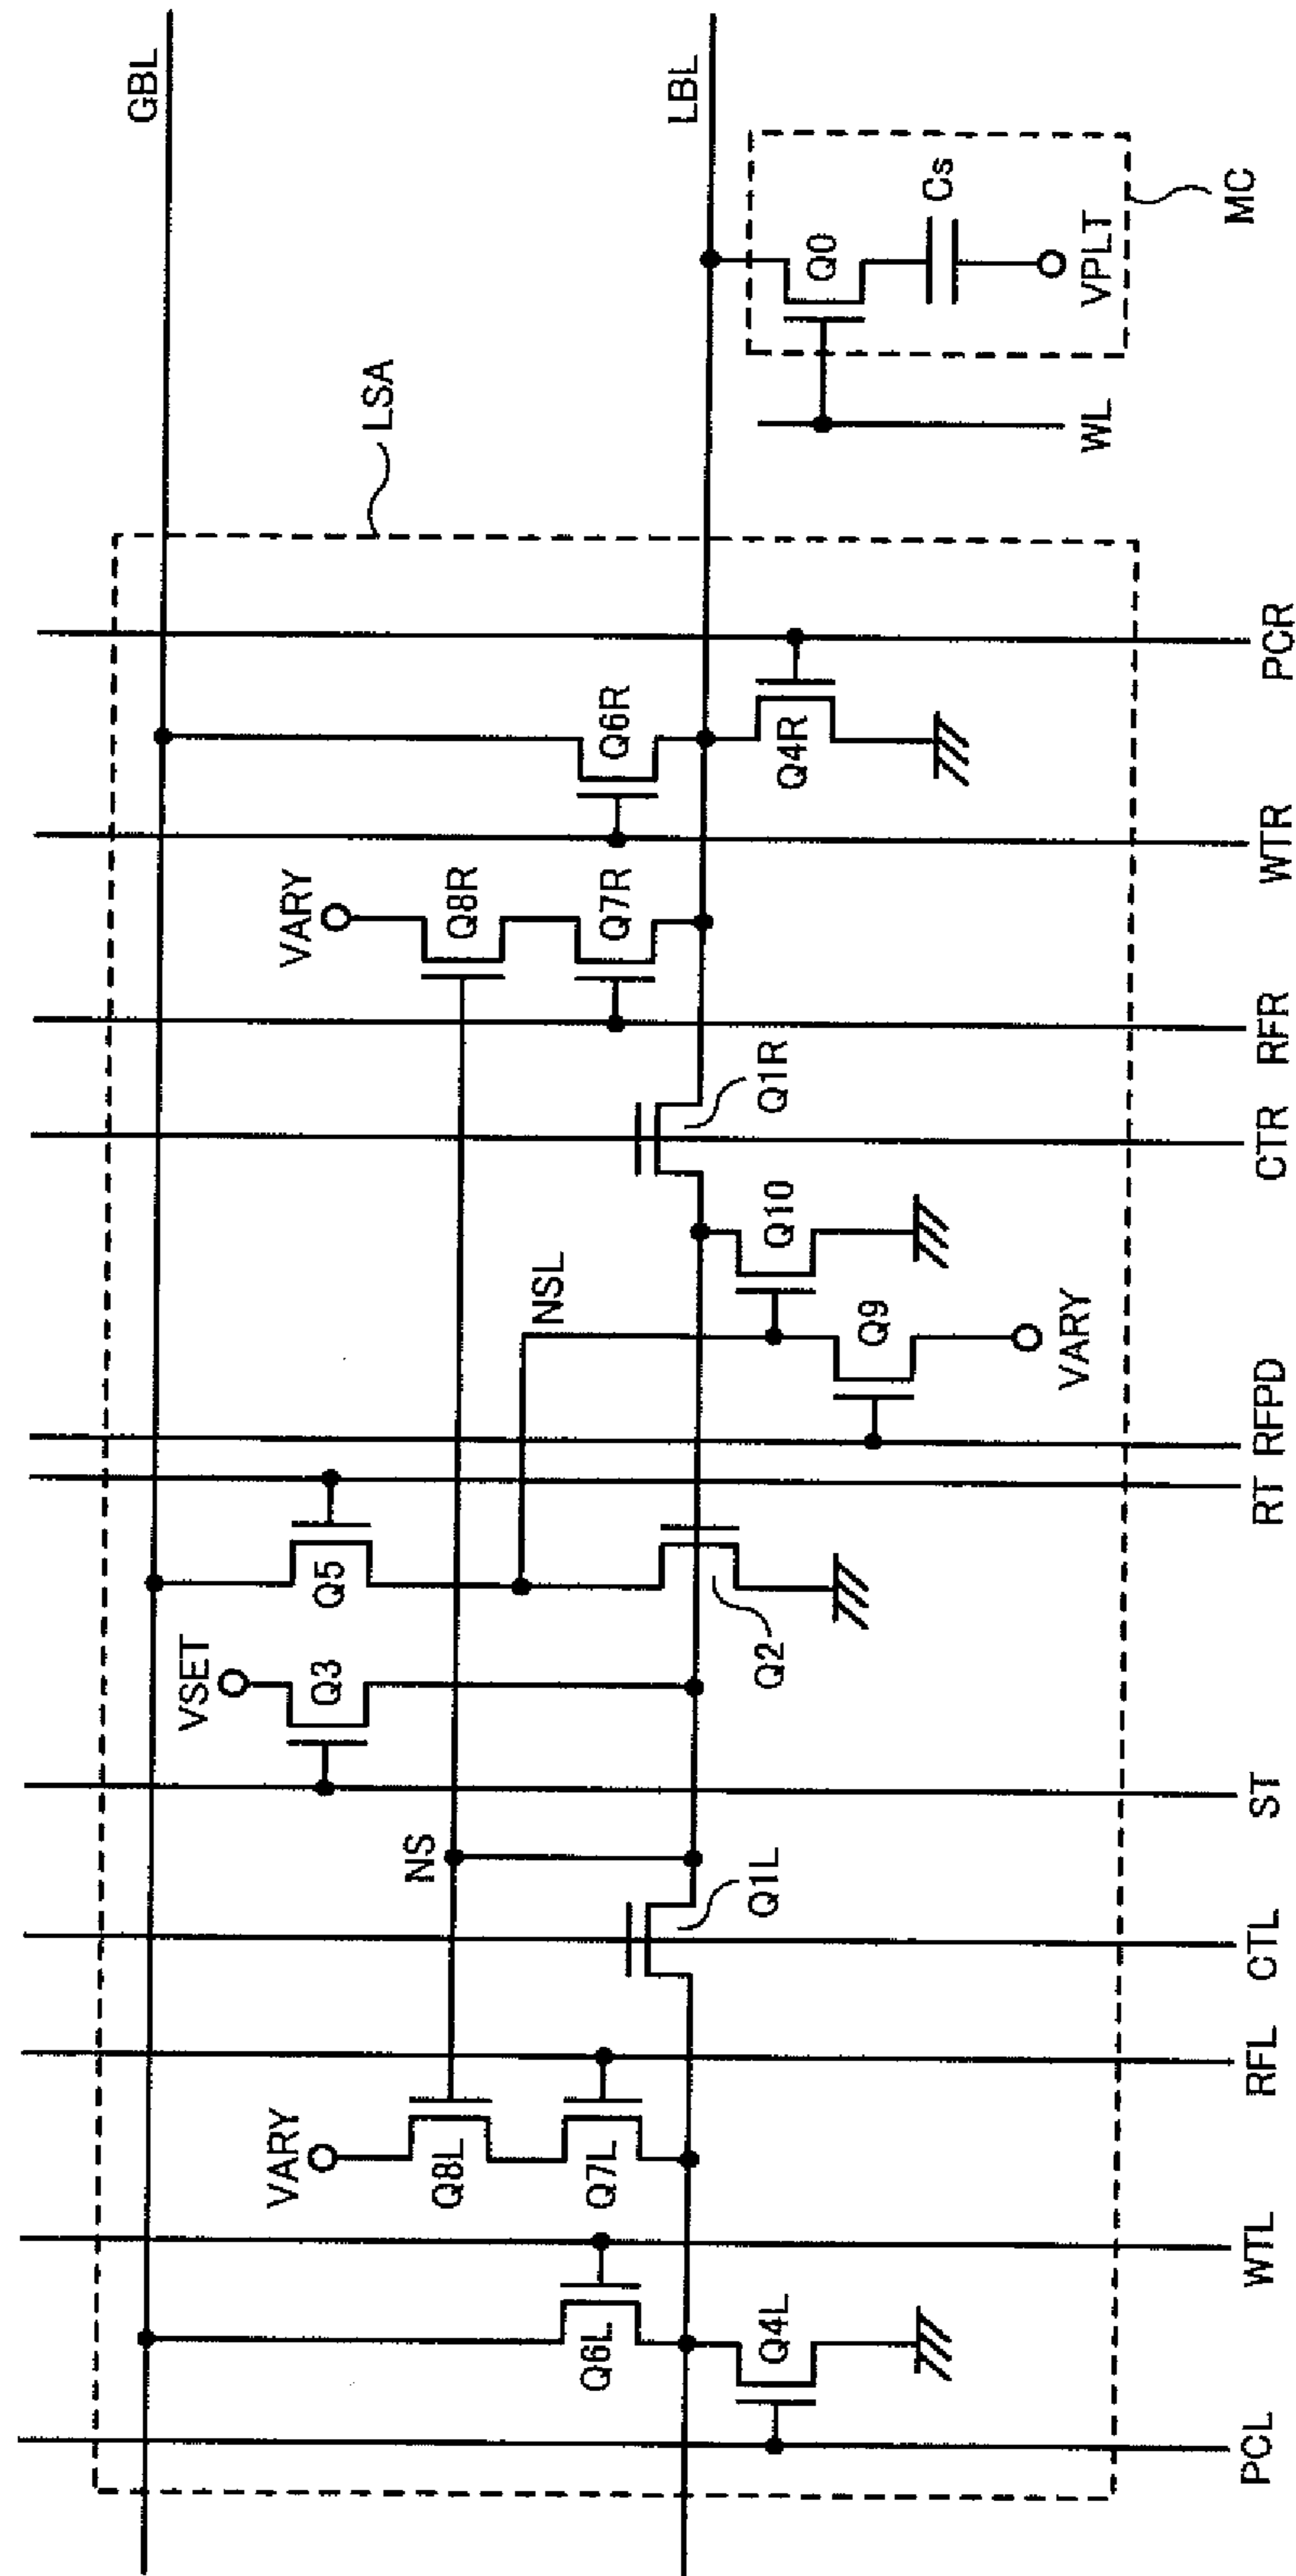 GBL
LSA
VARY
Q8R
Q6R
LBL
Q7R
VSET
Q5
NSL
Q1R
Q4R
Q0
Cs
VPLT
MC
WL
NS
Q3
Q10
Q9
VARY
Q2
VARY
Q8L
Q7L
Q1L
Q6L
Q4L
PCL
WTL
RFL
CTL
ST
RT
RFPD
CTR
RFR
WTR
PCR